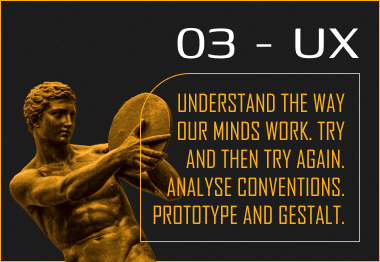 03 - UX
UNDERSTAND THE WAY
OUR MINDS WORK. TRY
AND THEN TRY AGAIN.
ANALYSE CONVENTIONS.
PROTOTYPE AND GESTALT.